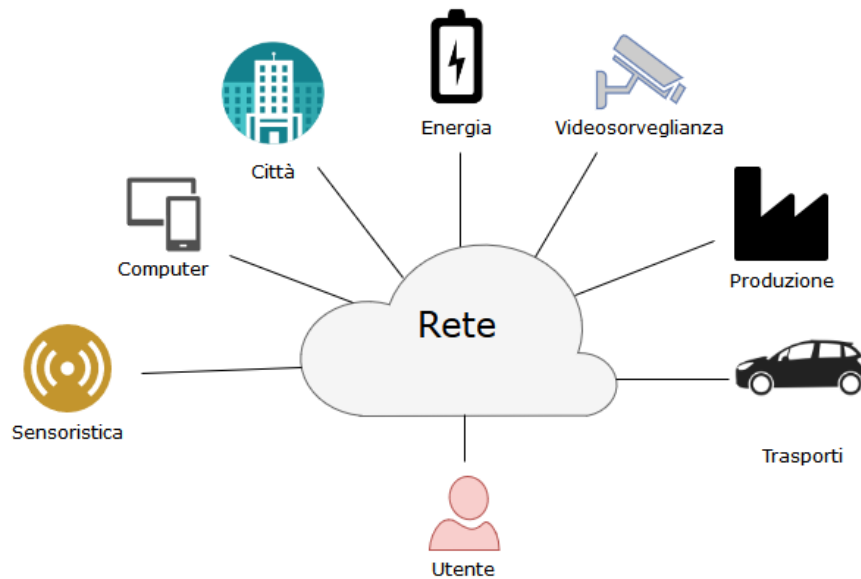 Energia
Videosorveglianza
Città
Computer
Produzione
Rete
Sensoristica
Trasporti
Utente